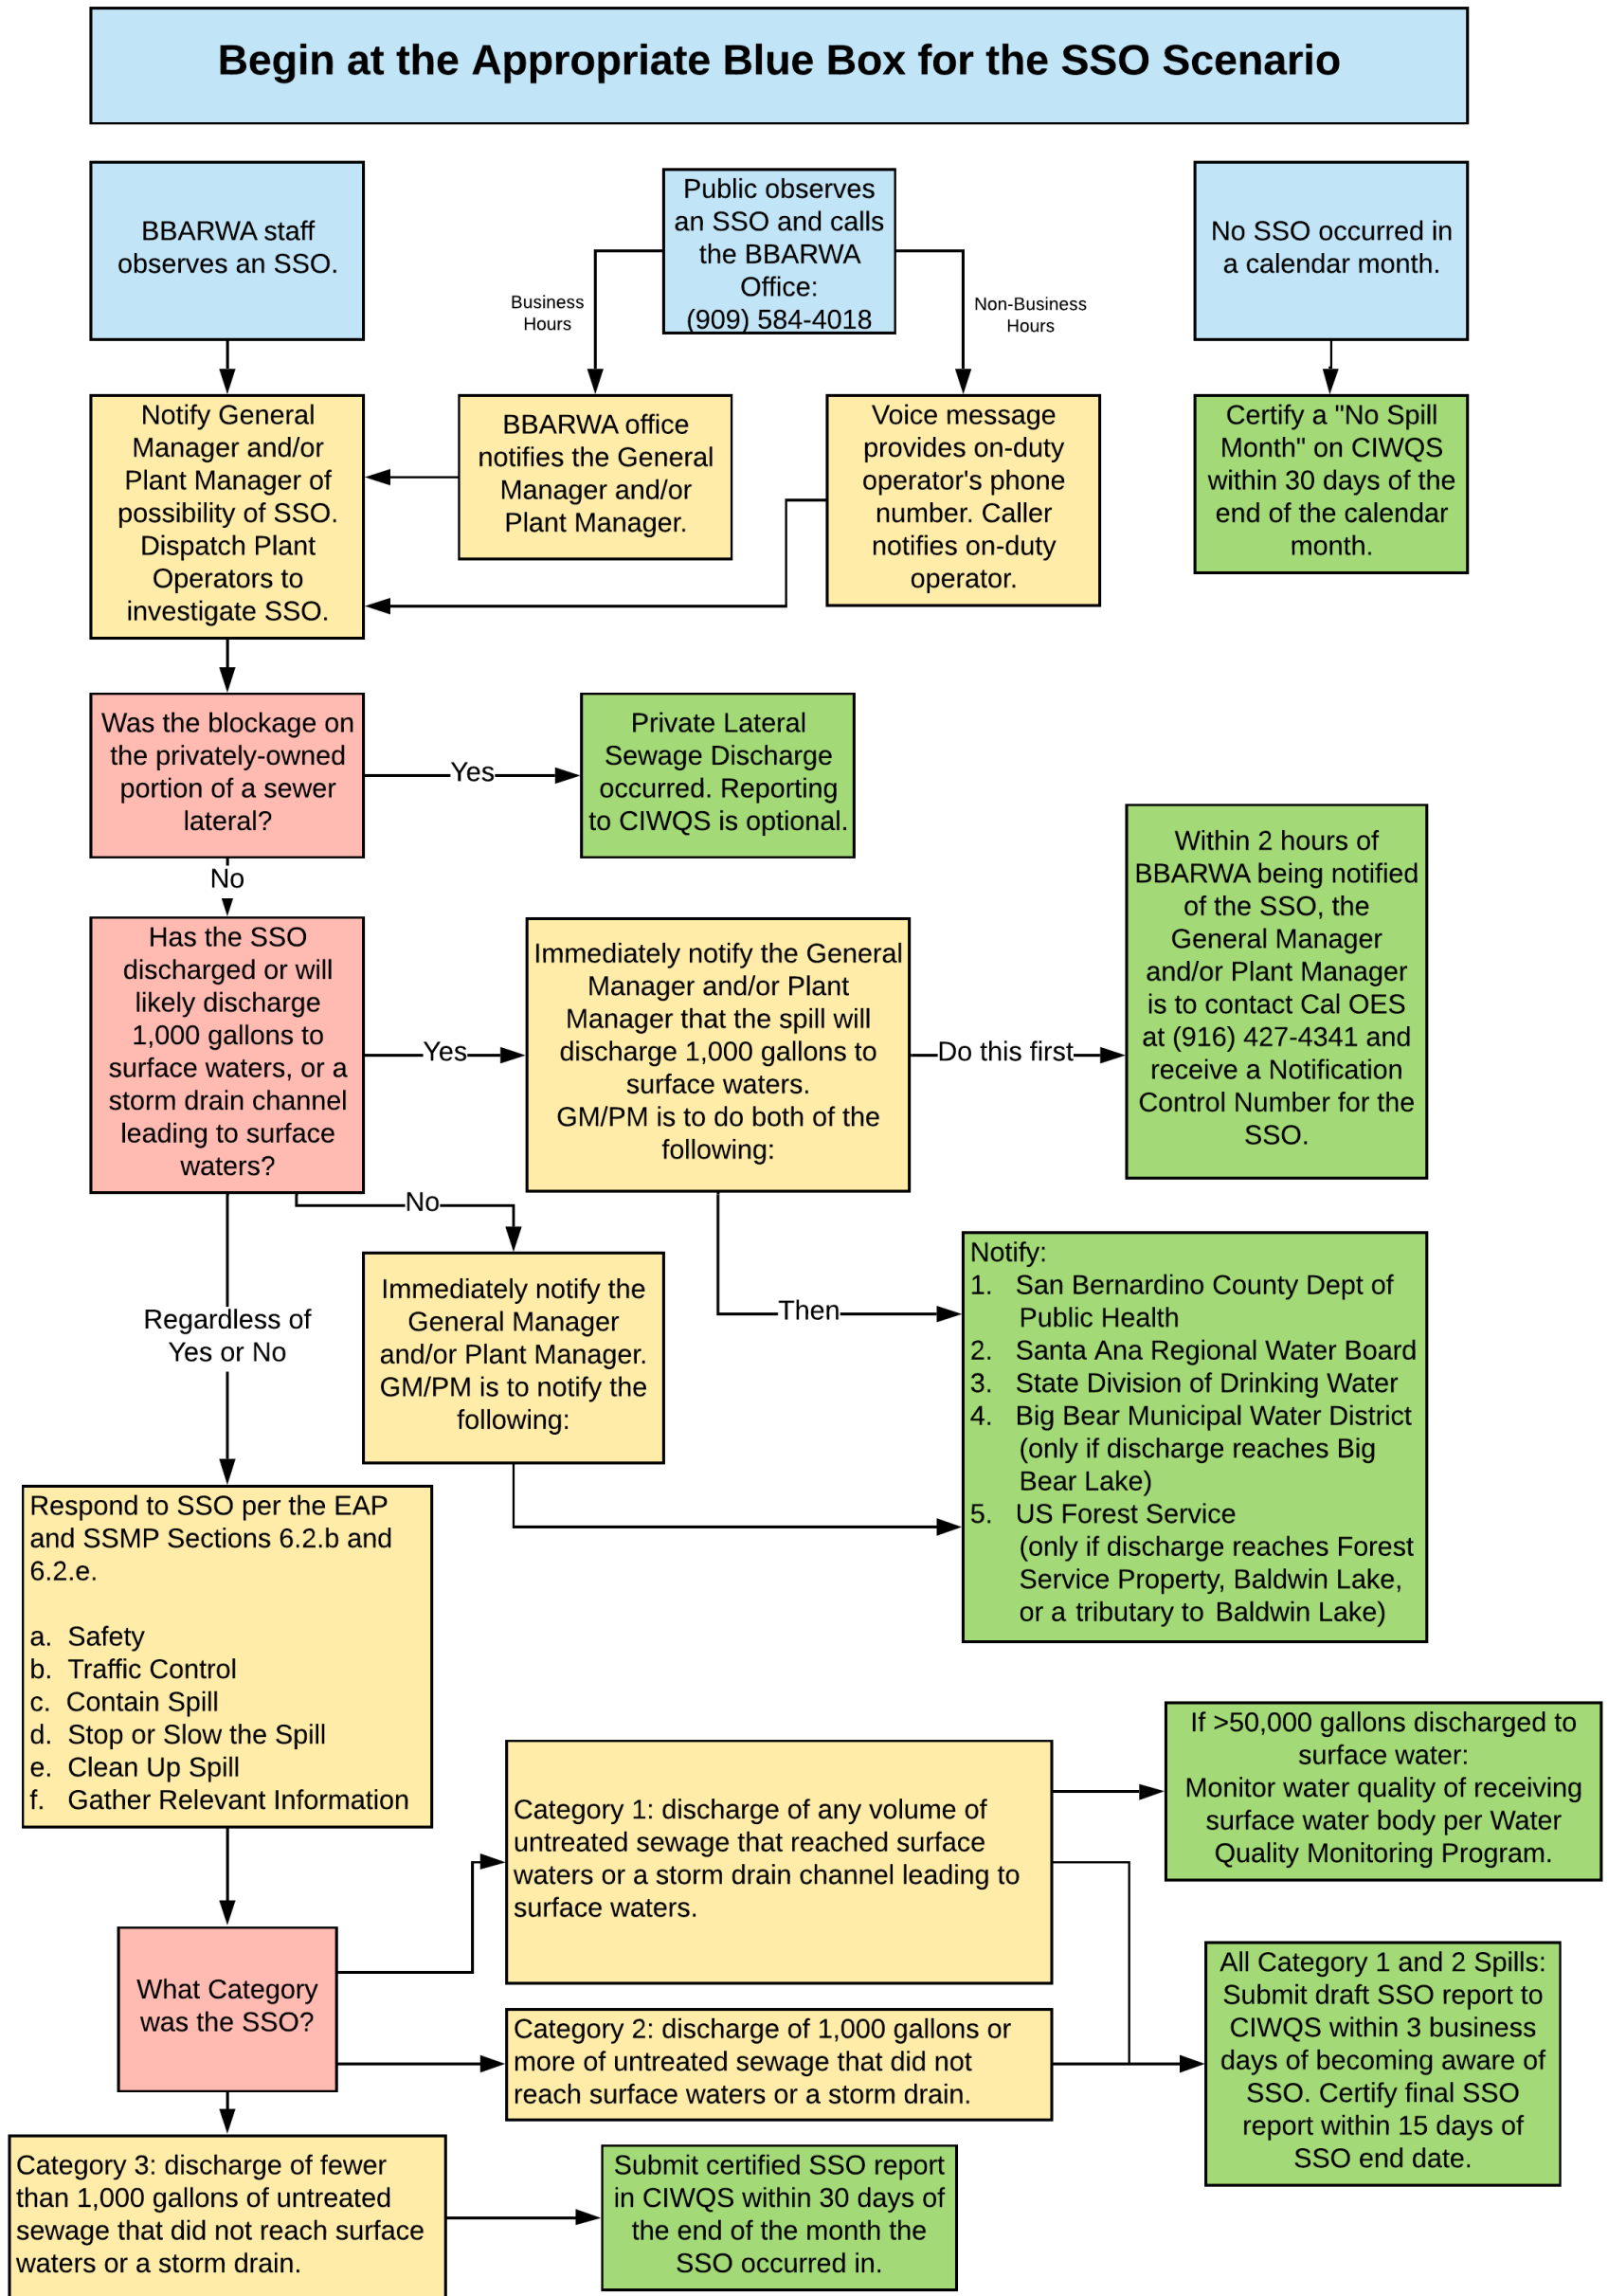 Begin at the Appropriate Blue Box for the SSO Scenario
BBARWA staff
observes an SSO.
Public observes
an SSO and calls
the BBARWA
Office:
(909) 584-4018
No SSO occurred in
a calendar month.
Business
Hours
Non-Business
Hours
Notify General
Manager and/or
Plant Manager of
possibility of SSO.
Dispatch Plant
Operators to
investigate SSO.
BBARWA office
notifies the General
Manager and/or
Plant Manager.
Voice message
provides on-duty
operator's phone
number. Caller
notifies on-duty
operator.
Certify a "No Spill
Month" on CIWQS
within 30 days of the
end of the calendar
month.
Was the blockage on
the privately-owned
portion of a sewer
lateral?
Yes
Private Lateral
Sewage Discharge
occurred. Reporting
to CIWQS is optional.
No
Has the SSO
discharged or will
likely discharge
1,000 gallons to
surface waters, or a
storm drain channel
leading to surface
waters?
Yes
Immediately notify the General
Manager and/or Plant
Manager that the spill will
discharge 1,000 gallons to
surface waters.
GM/PM is to do both of the
following:
Do this first
Within 2 hours of
BBARWA being notified
of the SSO, the
General Manager
and/or Plant Manager
is to contact Cal OES
at (916) 427-4341 and
receive a Notification
Control Number for the
SSO.
No
Immediately notify the
General Manager
and/or Plant Manager.
GM/PM is to notify the
following:
Then
Notify:
1. San Bernardino County Dept of
Public Health
2. Santa Ana Regional Water Board
3. State Division of Drinking Water
4. Big Bear Municipal Water District
(only if discharge reaches Big
Bear Lake)
5. US Forest Service
(only if discharge reaches Forest
Service Property, Baldwin Lake,
or a tributary to Baldwin Lake)
Regardless of
Yes or No
Respond to SSO per the EAP
and SSMP Sections 6.2.b and
6.2.e.
a. Safety
b. Traffic Control
c. Contain Spill
d. Stop or Slow the Spill
e. Clean Up Spill
f. Gather Relevant Information
What Category
was the SSO?
Category 1: discharge of any volume of
untreated sewage that reached surface
waters or a storm drain channel leading to
surface waters.
If >50,000 gallons discharged to
surface water:
Monitor water quality of receiving
surface water body per Water
Quality Monitoring Program.
Category 2: discharge of 1,000 gallons or
more of untreated sewage that did not
reach surface waters or a storm drain.
All Category 1 and 2 Spills:
Submit draft SSO report to
CIWQS within 3 business
days of becoming aware of
SSO. Certify final SSO
report within 15 days of
SSO end date.
Category 3: discharge of fewer
than 1,000 gallons of untreated
sewage that did not reach surface
waters or a storm drain.
Submit certified SSO report
in CIWQS within 30 days of
the end of the month the
SSO occurred in.